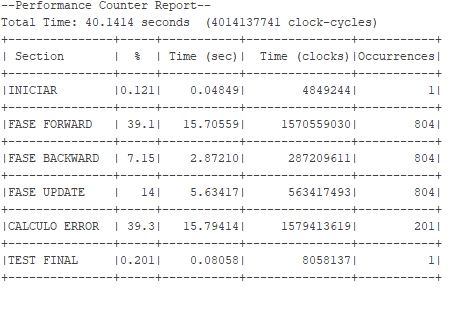 --Performance Counter Report--
Total Time: 40.1414 seconds  (4014137741 clock-cycles)
+---------------+-----+-----------+---------------+-----------+
| Section       |  %  | Time (sec)|  Time (clocks)|Occurrences|
+---------------+-----+-----------+---------------+-----------+
|INICIAR        |0.121|    0.04849|        4849244|          1|
+---------------+-----+-----------+---------------+-----------+
|FASE FORWARD   | 39.1|   15.70559|     1570559030|        804|
+---------------+-----+-----------+---------------+-----------+
|FASE BACKWARD  | 7.15|    2.87210|      287209611|        804|
+---------------+-----+-----------+---------------+-----------+
|FASE UPDATE    |   14|    5.63417|      563417493|        804|
+---------------+-----+-----------+---------------+-----------+
|CALCULO ERROR  | 39.3|   15.79414|     1579413619|        201|
+---------------+-----+-----------+---------------+-----------+
|TEST FINAL     |0.201|    0.08058|        8058137|          1|
+---------------+-----+-----------+---------------+-----------+